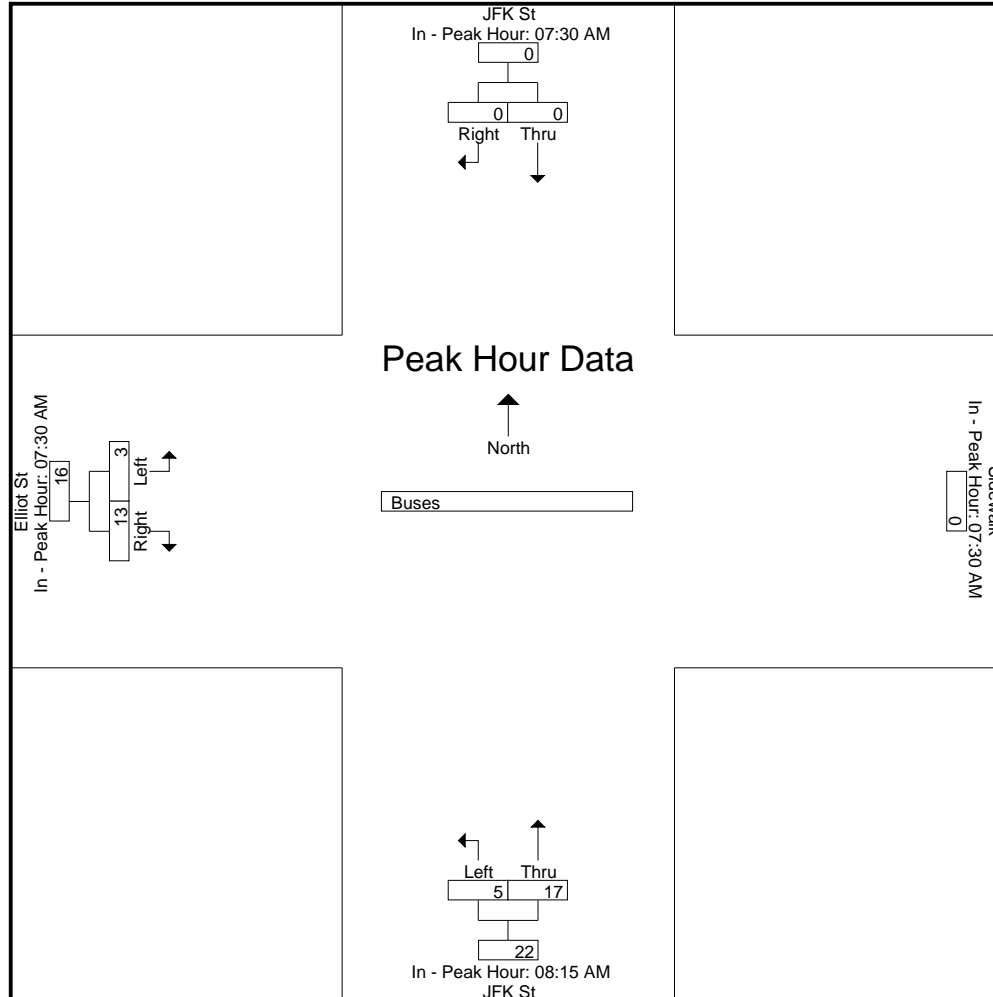 JFK St
In - Peak Hour: 07:30 AM
0
0 0
Right Thru
Peak Hour Data
North
Buses
Elliot St
In - Peak Hour: 07:30 AM
16
3
13
Left
Right
In - Peak Hour: 07:30 AM
0
Left Thru
5 17
22
In - Peak Hour: 08:15 AM
JFK St